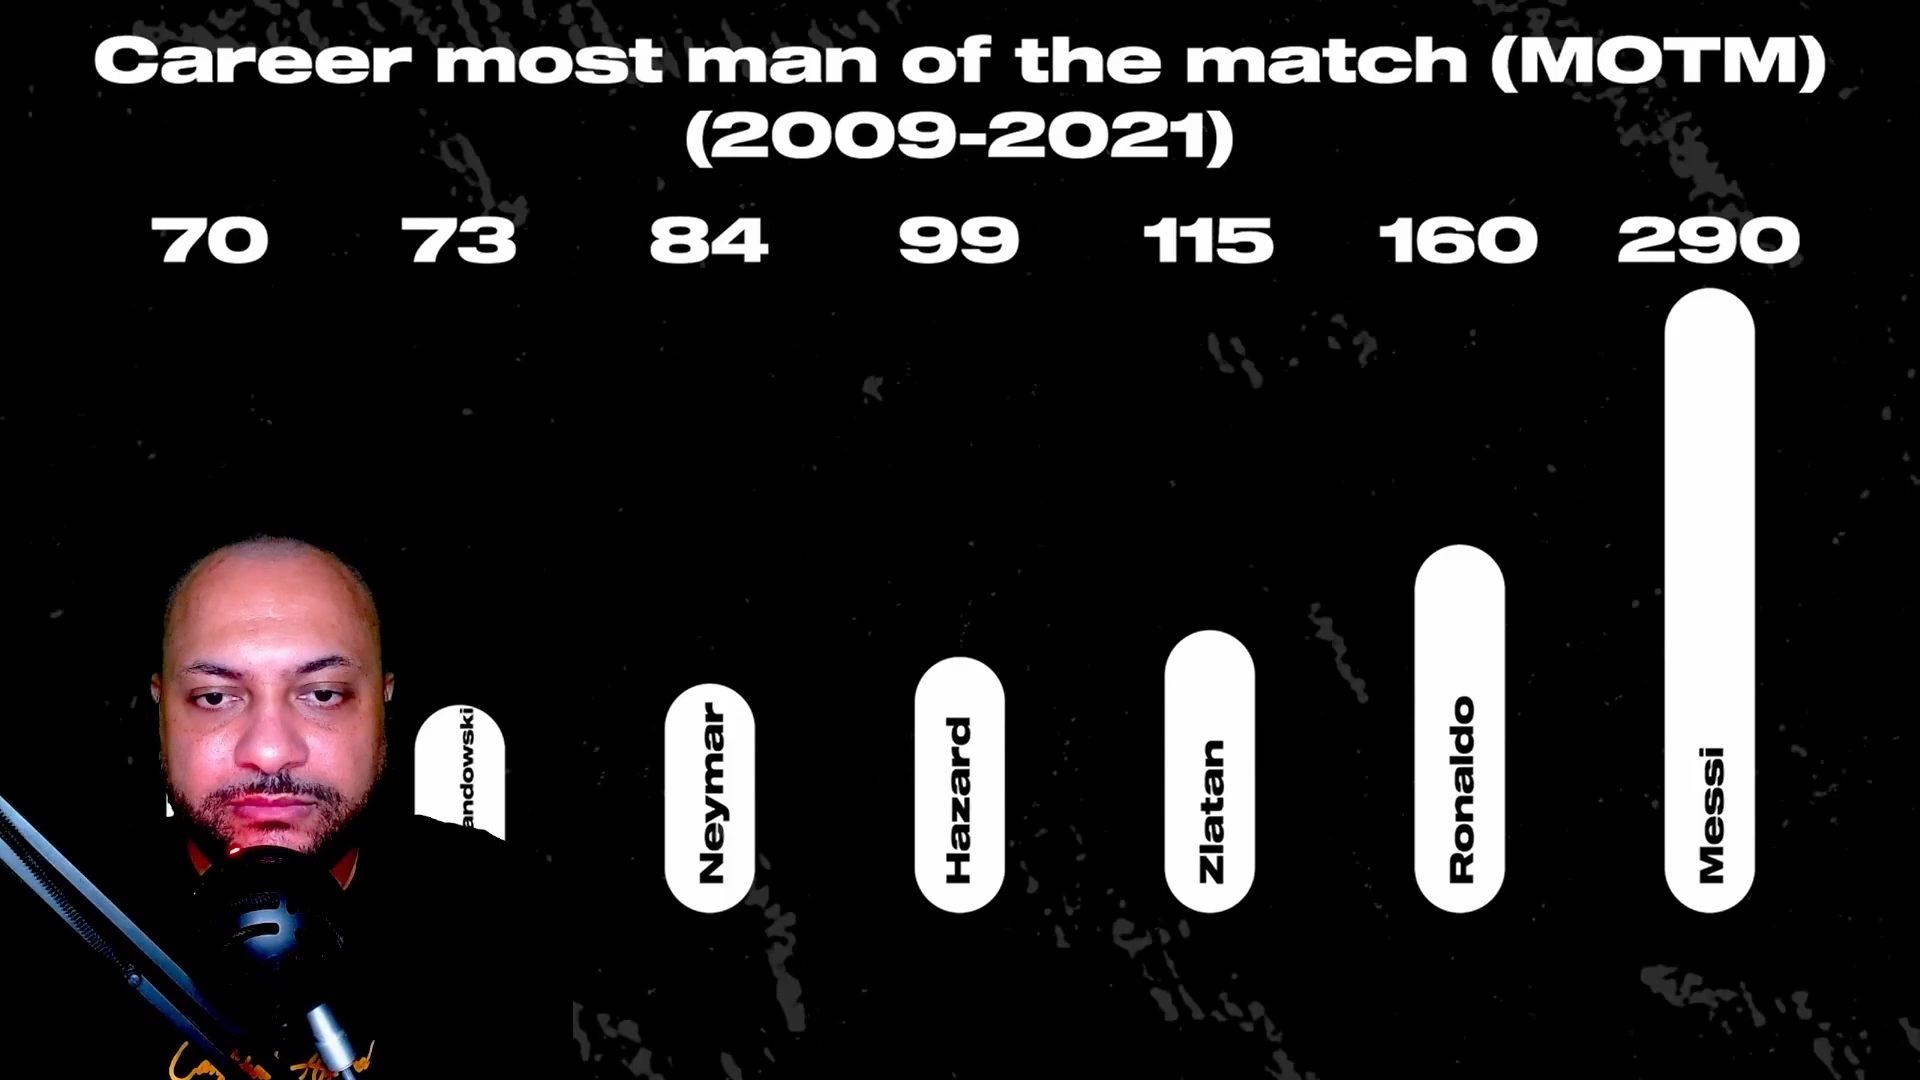 Career most man of the match (MOTM)
(2009-2021)
70 73 84 99 115 160 290
andowski
Neymar
Hazard
Zlatan
Ronaldo
Messi